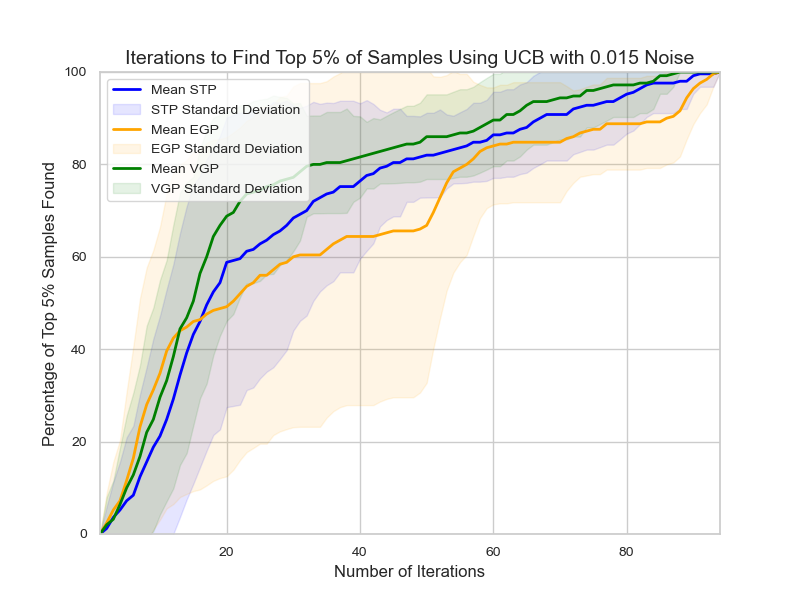 Iterations to Find Top 5% of Samples Using UCB with 0.015 Noise
100
80
60
40
20
0
Percentage of Top 5% Samples Found
Mean STP
STP Standard Deviation
Mean EGP
EGP Standard Deviation
Mean VGP
VGP Standard Deviation
20
40
60
80
Number of Iterations